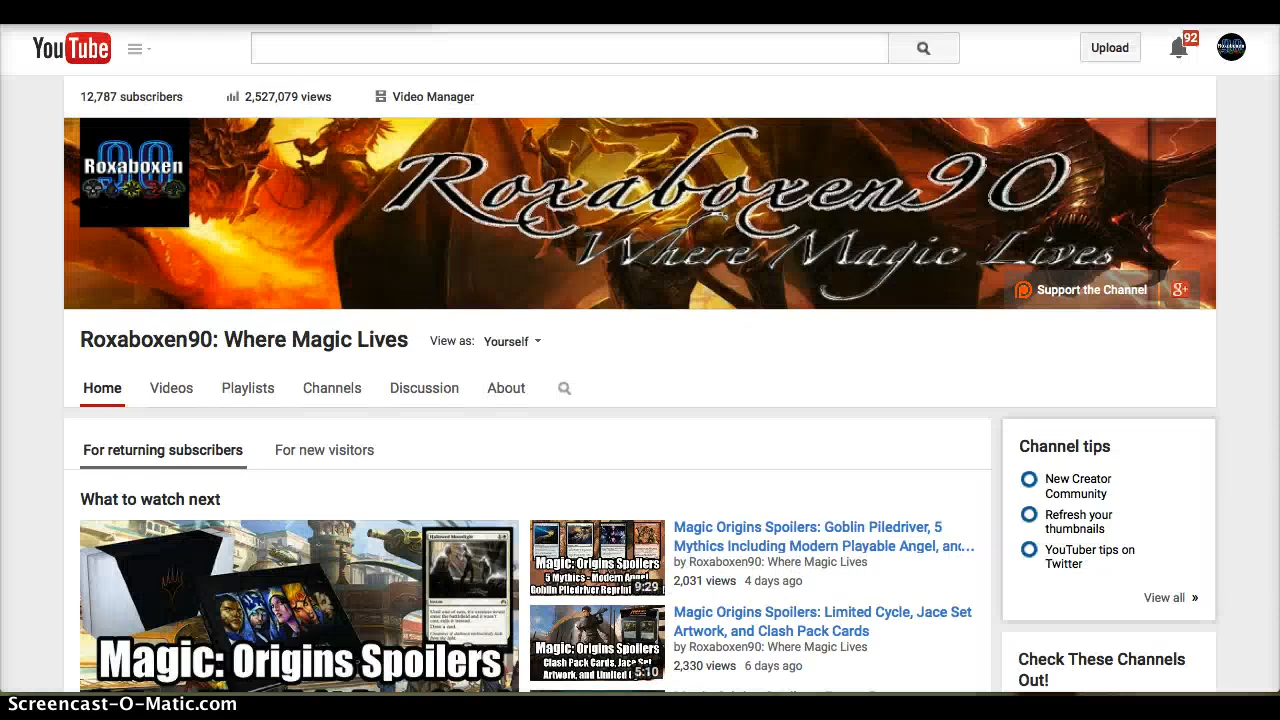 YouTube
Upload
92
12,787 subscribers
2,527,079 views
Video Manager
Roxaboxen
90
Roxaboxen90
Where Magic Lives
Support the Channel
g+
Roxaboxen90: Where Magic Lives
View as: Yourself
Home Videos Playlists Channels Discussion About
For returning subscribers
For new visitors
What to watch next
Hallowed Moonlight
Magic: Origins Spoilers
Magic: Origins Spoilers
5 Mythics - Modern Angel
Goblin Piledriver Reprint
9:29
Magic Origins Spoilers: Goblin Piledriver, 5
Mythics Including Modern Playable Angel, and...
by Roxaboxen90: Where Magic Lives
2,031 views 4 days ago
Magic: Origins Spoilers
Clash Pack Cards, Jace Set
Artwork, and Limited
5:10
Magic Origins Spoilers: Limited Cycle, Jace Set
Artwork, and Clash Pack Cards
by Roxaboxen90: Where Magic Lives
2,330 views 6 days ago
Channel tips
New Creator
Community
Refresh your
thumbnails
YouTuber tips on
Twitter
View all »
Check These Channels
Out!
Screencast-O-Matic.com